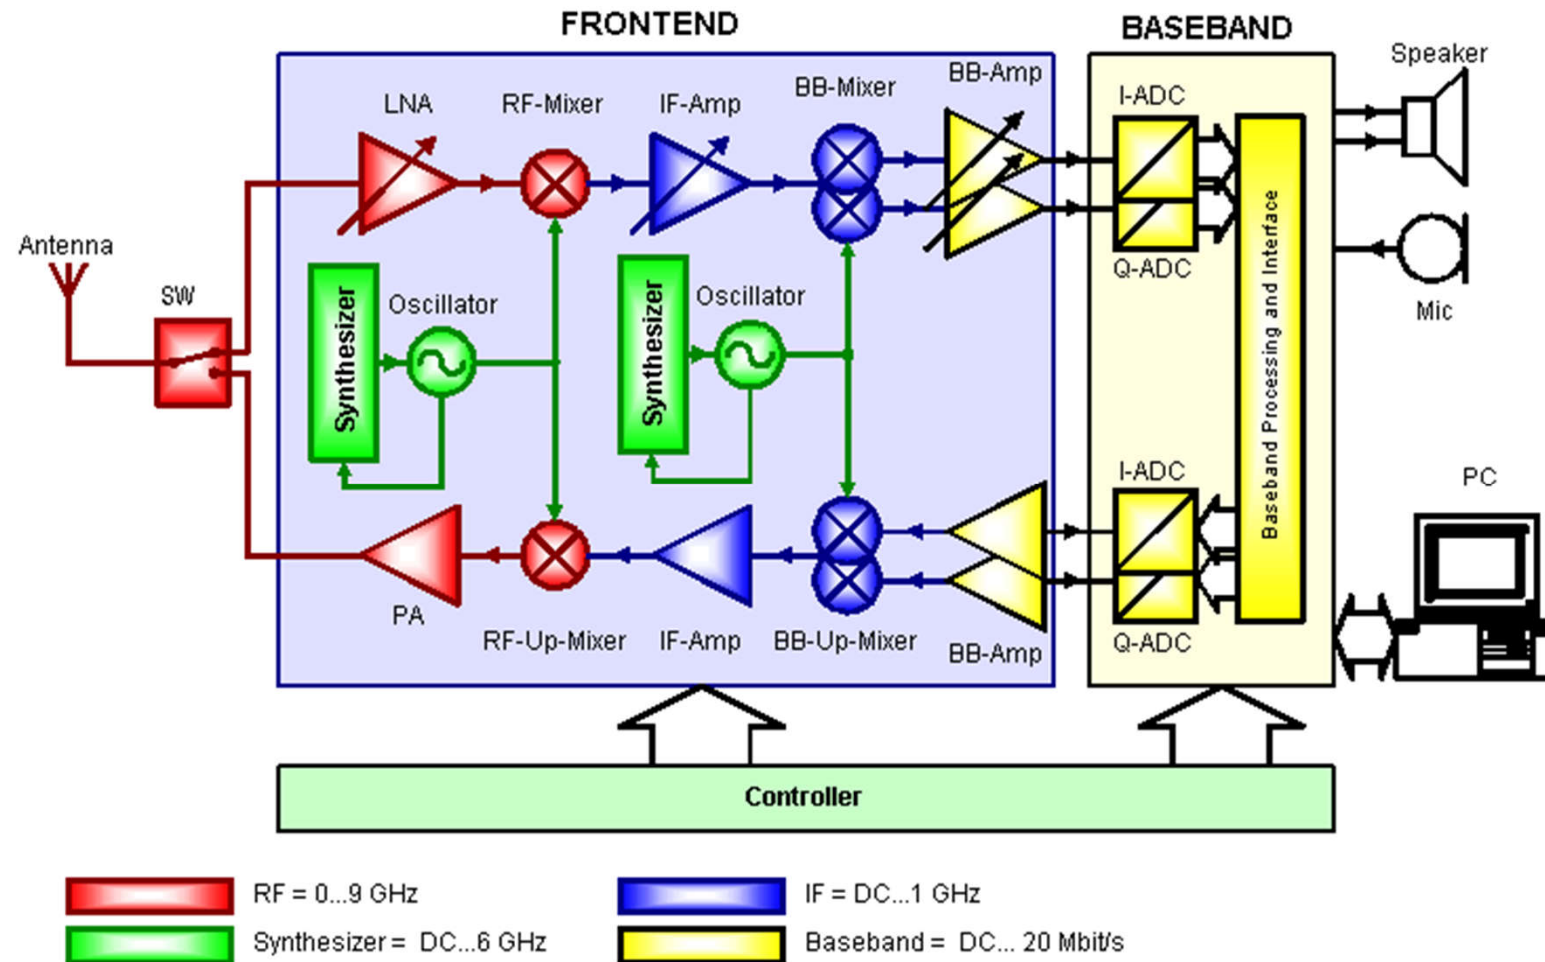 FRONTEND
BASEBAND
Speaker
LNA
RF-Mixer
IF-Amp
BB-Mixer
BB-Amp
I-ADC
Antenna
SW
Synthesizer
Oscillator
Synthesizer
Oscillator
Q-ADC
Baseband Processing and Interface
Mic
I-ADC
PC
PA
RF-Up-Mixer
IF-Amp
BB-Up-Mixer
BB-Amp
Q-ADC
Controller
RF = 0...9 GHz
IF = DC...1 GHz
Synthesizer = DC...6 GHz
Baseband = DC... 20 Mbit/s